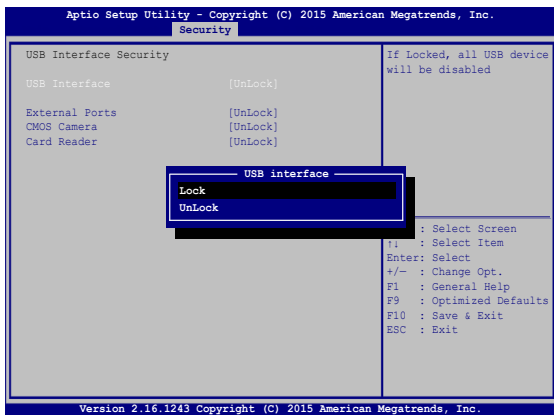 Aptio Setup Utility - Copyright (C) 2015 American Megatrends, Inc.
Security
USB Interface Security
USB Interface [UnLock]
External Ports [UnLock]
CMOS Camera [UnLock]
Card Reader [UnLock]
USB interface
Lock
UnLock
If Locked, all USB device
will be disabled
: Select Screen
↑↓ : Select Item
Enter: Select
+/— : Change Opt.
F1 : General Help
F9 : Optimized Defaults
F10 : Save & Exit
ESC : Exit
Version 2.16.1243 Copyright (C) 2015 American Megatrends, Inc.